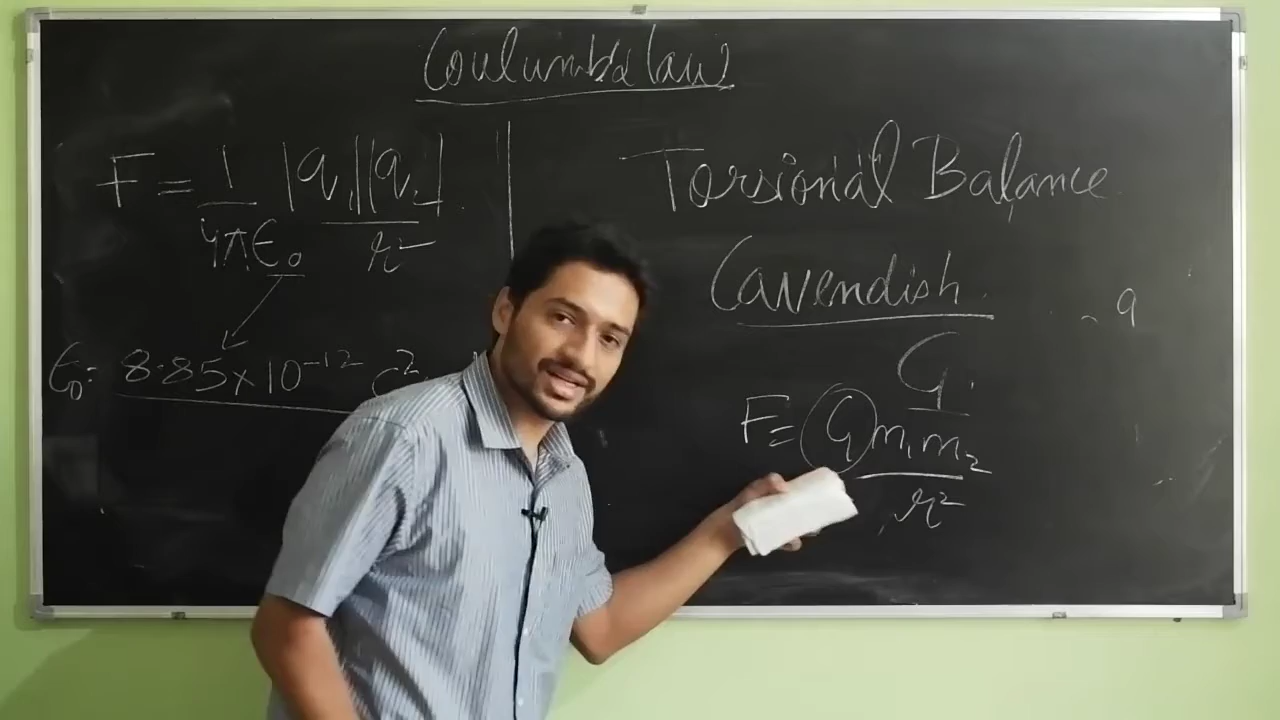 Coulumb's law
F = 1/4πε₀ |q₁||q₂|/r²
ε₀ = 8.85 × 10⁻¹² C²
Torsional Balance
Cavendish.
q
G.
F = G m₁m₂/r²